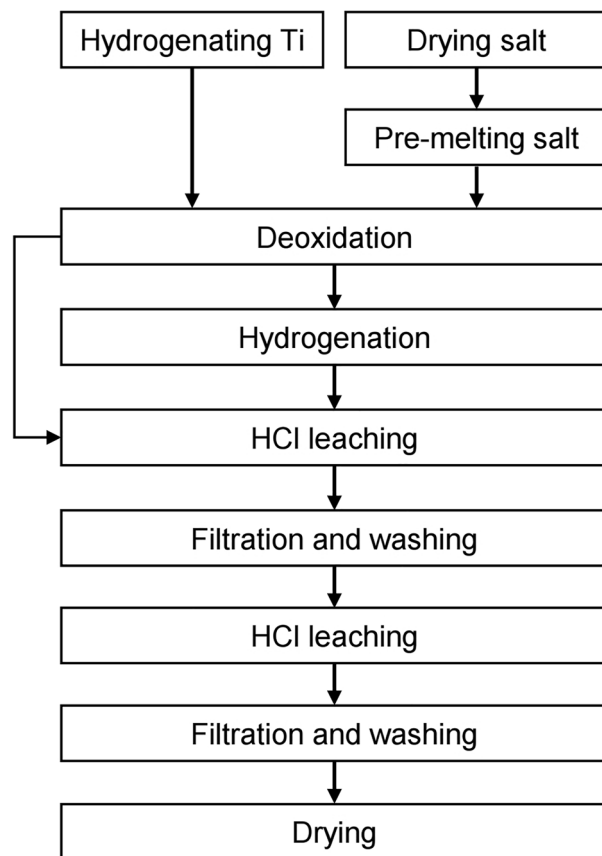 Hydrogenating Ti
Drying salt
Pre-melting salt
Deoxidation
Hydrogenation
HCl leaching
Filtration and washing
HCl leaching
Filtration and washing
Drying